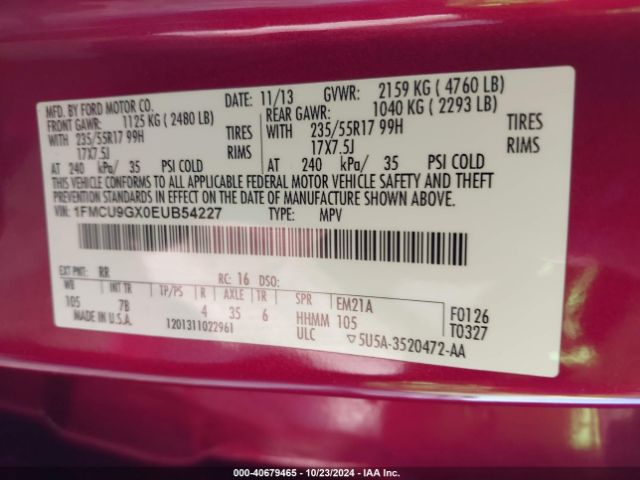 MFD. BY FORD MOTOR CO.
DATE: 11/13 GVWR: 2159 KG ( 4760 LB)
FRONT GAWR: 1125 KG ( 2480 LB)
REAR GAWR: 1040 KG ( 2293 LB)
WITH 235/55R17 99H TIRES
WITH 235/55R17 99H TIRES
17X7.5J RIMS
17X7.5J RIMS
AT 240 kPa/ 35 PSI COLD
AT 240 kPa/ 35 PSI COLD
THIS VEHICLE CONFORMS TO ALL APPLICABLE FEDERAL MOTOR VEHICLE SAFETY AND THEFT
PREVENTION STANDARDS IN EFFECT ON THE DATE OF MANUFACTURE SHOWN ABOVE.
VIN: 1FMCU9GX0EUB54227 TYPE: MPV
EXT PNT: RR RC: 16 DSO:
WB INT TR TP/PS R AXLE TR SPR EM21A F0126
105 7B 4 35 6 HHMM 105 T0327
MADE IN U.S.A. 1201311022961 ULC 5U5A-3520472-AA
000-40679465 - 10/23/2024 - COPYRIGHT IAA